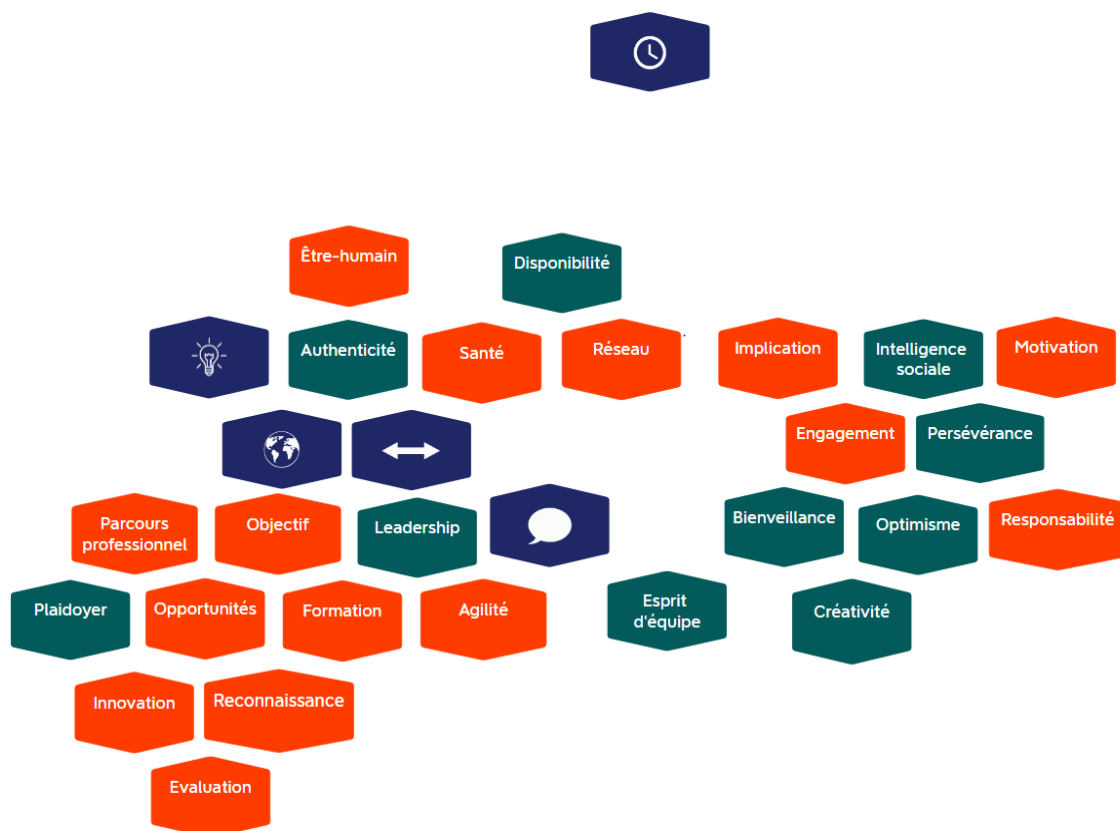 Être-humain
Disponibilité
Authenticité
Santé
Réseau
Implication
Intelligence
sociale
Motivation
Engagement
Persévérance
Parcours
professionnel
Objectif
Leadership
Bienveillance
Optimisme
Responsabilité
Plaidoyer
Opportunités
Formation
Agilité
Esprit
d'équipe
Créativité
Innovation
Reconnaissance
Evaluation